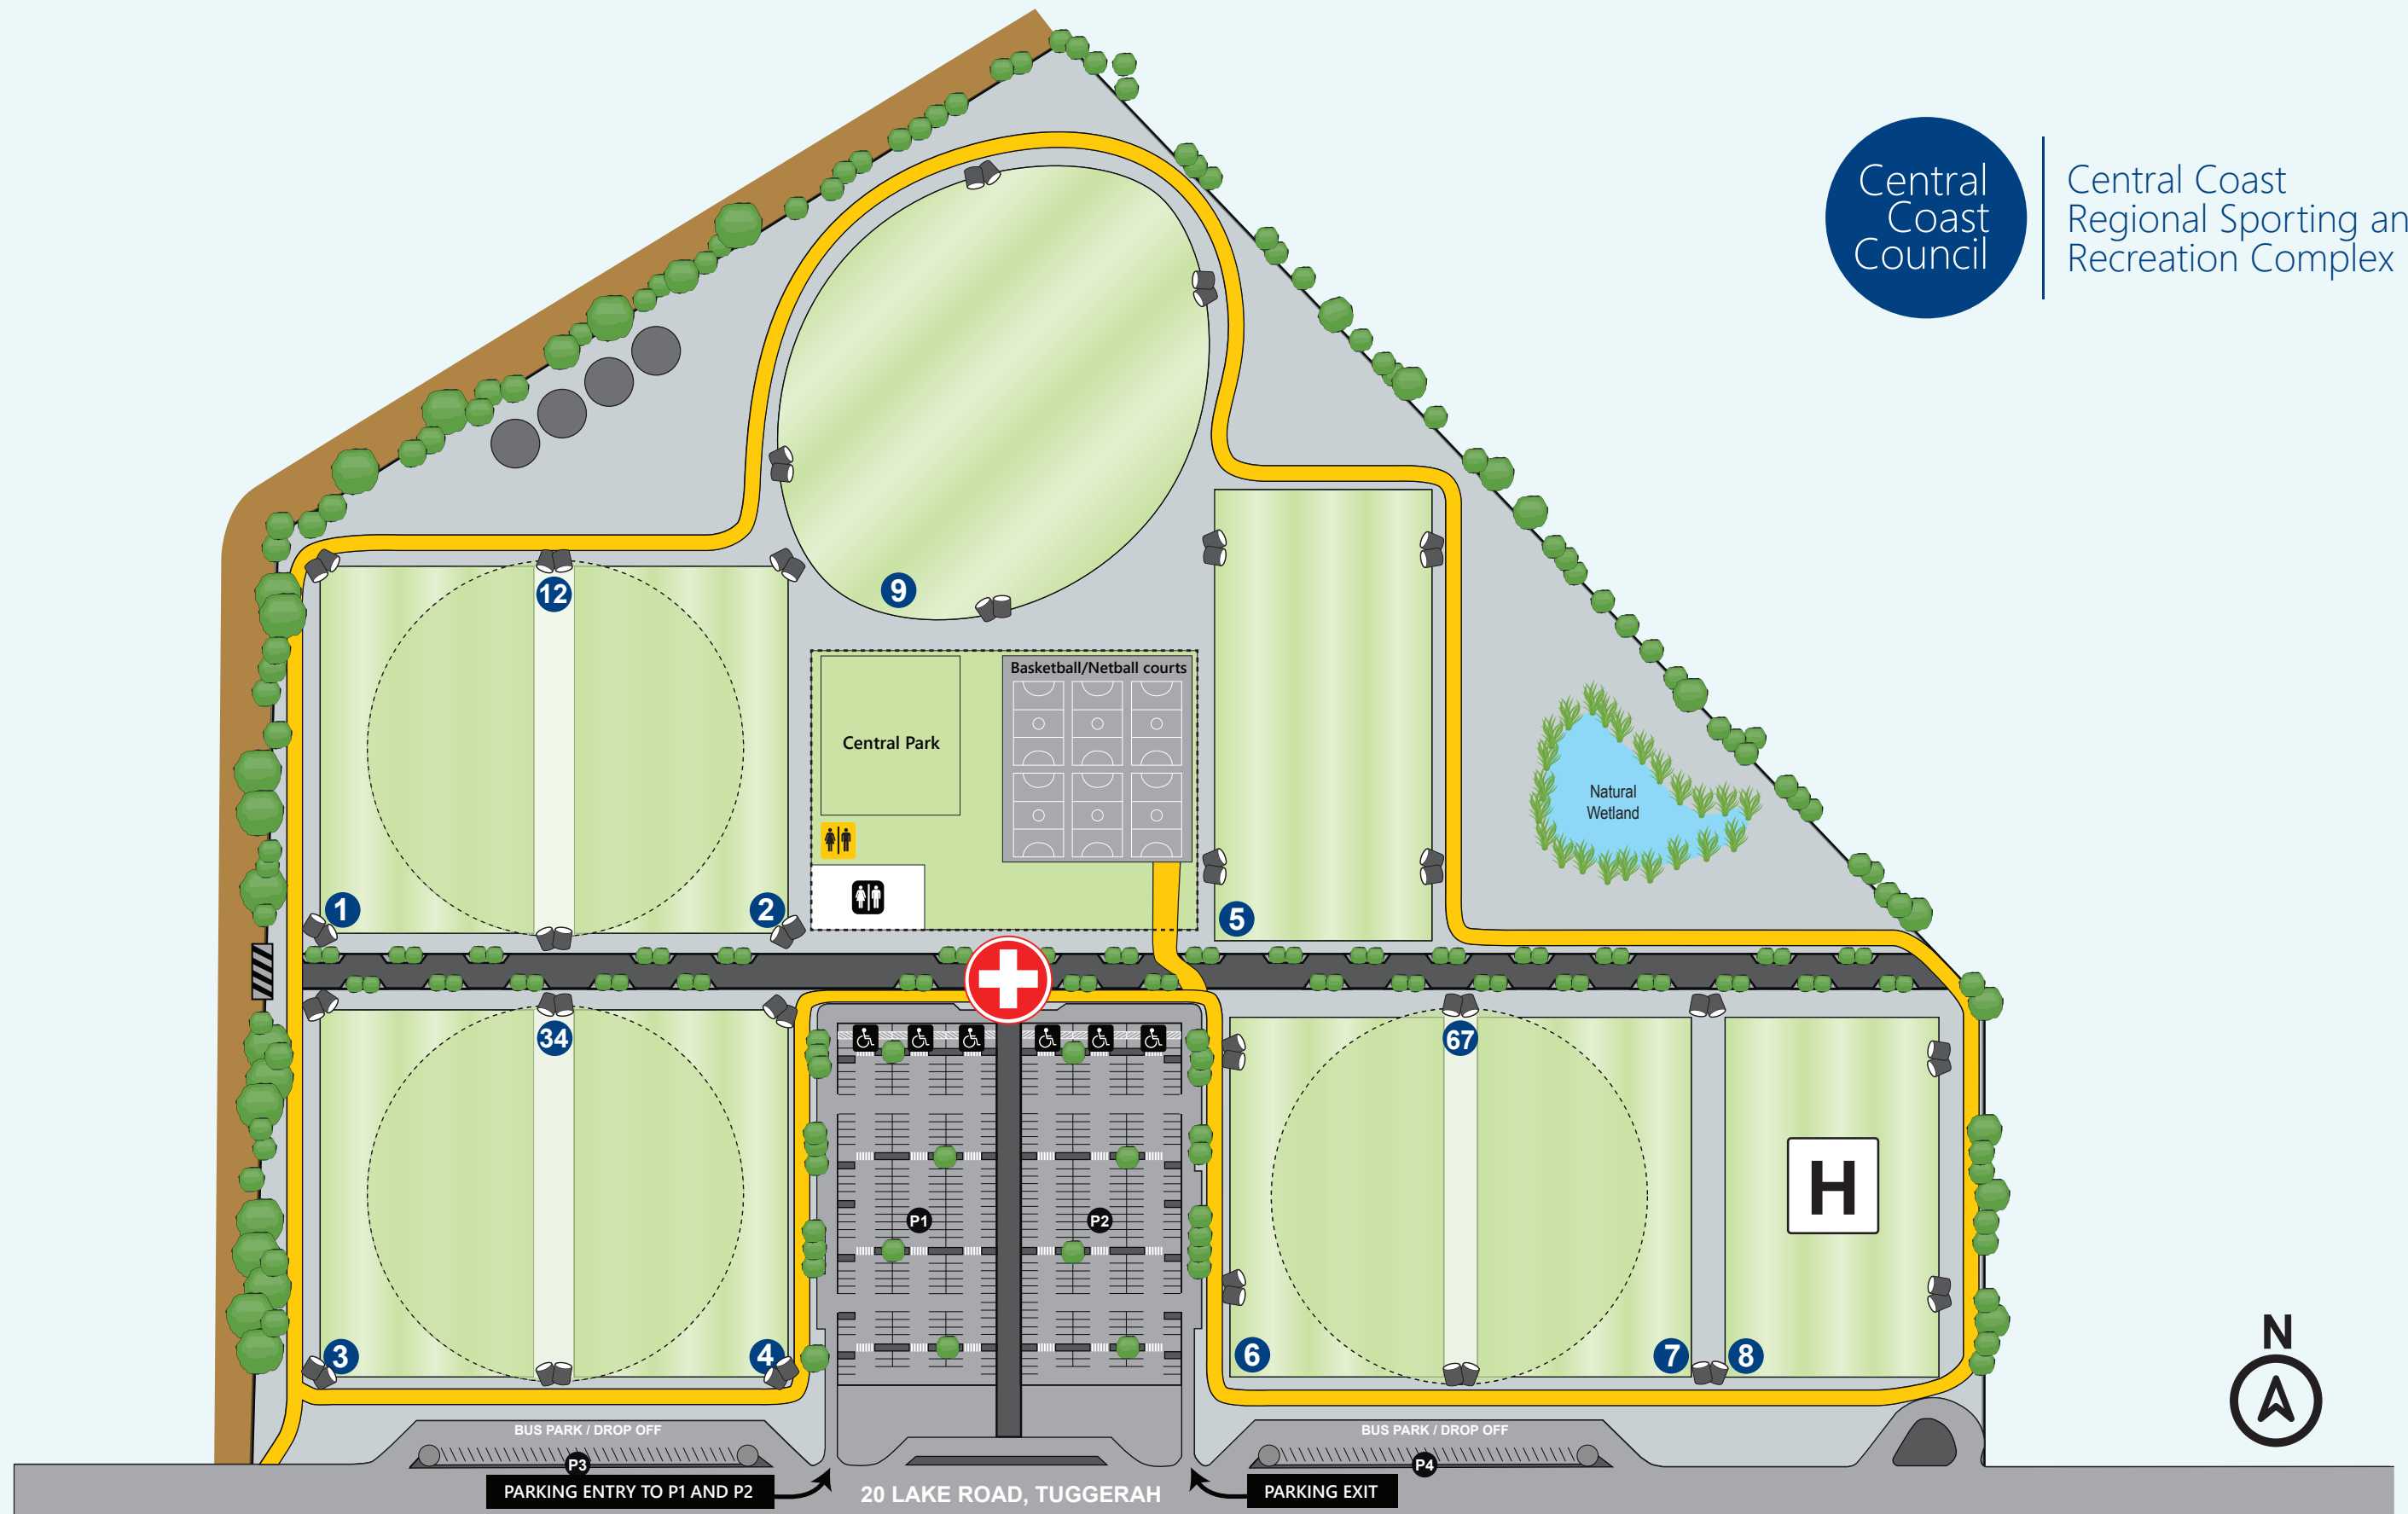 Central
Coast
Council
Central Coast
Regional Sporting an
Recreation Complex
12
9
Basketball/Netball courts
Central Park
Natural
Wetland
1
2
5
34
67
H
P1
P2
3
4
6
7
8
N
BUS PARK / DROP OFF
BUS PARK / DROP OFF
P3
P4
PARKING ENTRY TO P1 AND P2
20 LAKE ROAD, TUGGERAH
PARKING EXIT